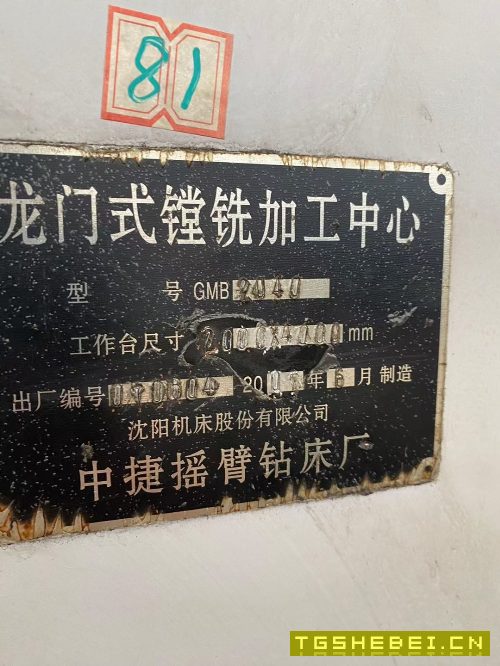 81
龙门式镗铣加工中心
型 号 GMB 2040
工作台尺寸 2000X4000 mm
出厂编号 年 月制造
沈阳机床股份有限公司
中捷摇臂钻床厂
TGSHEBEI.CN